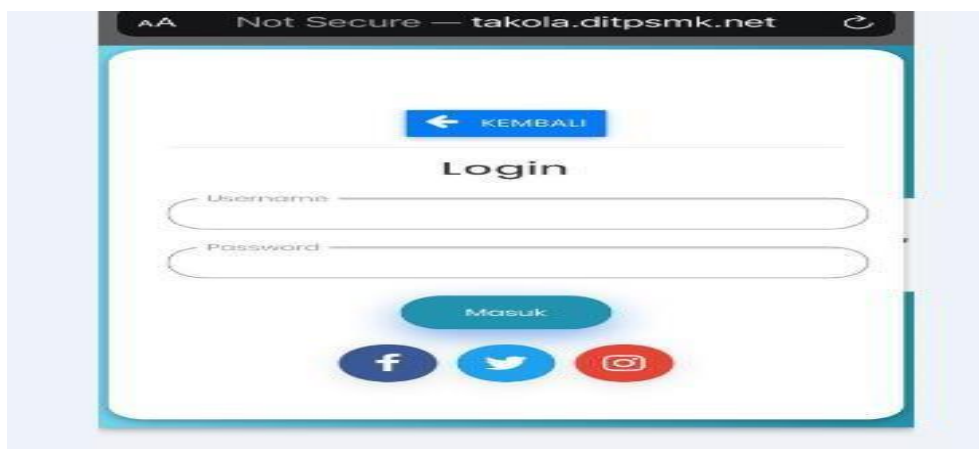 AA Not Secure — takola.ditpsmk.net
KEMBALI
Login
Username
Password
Masuk